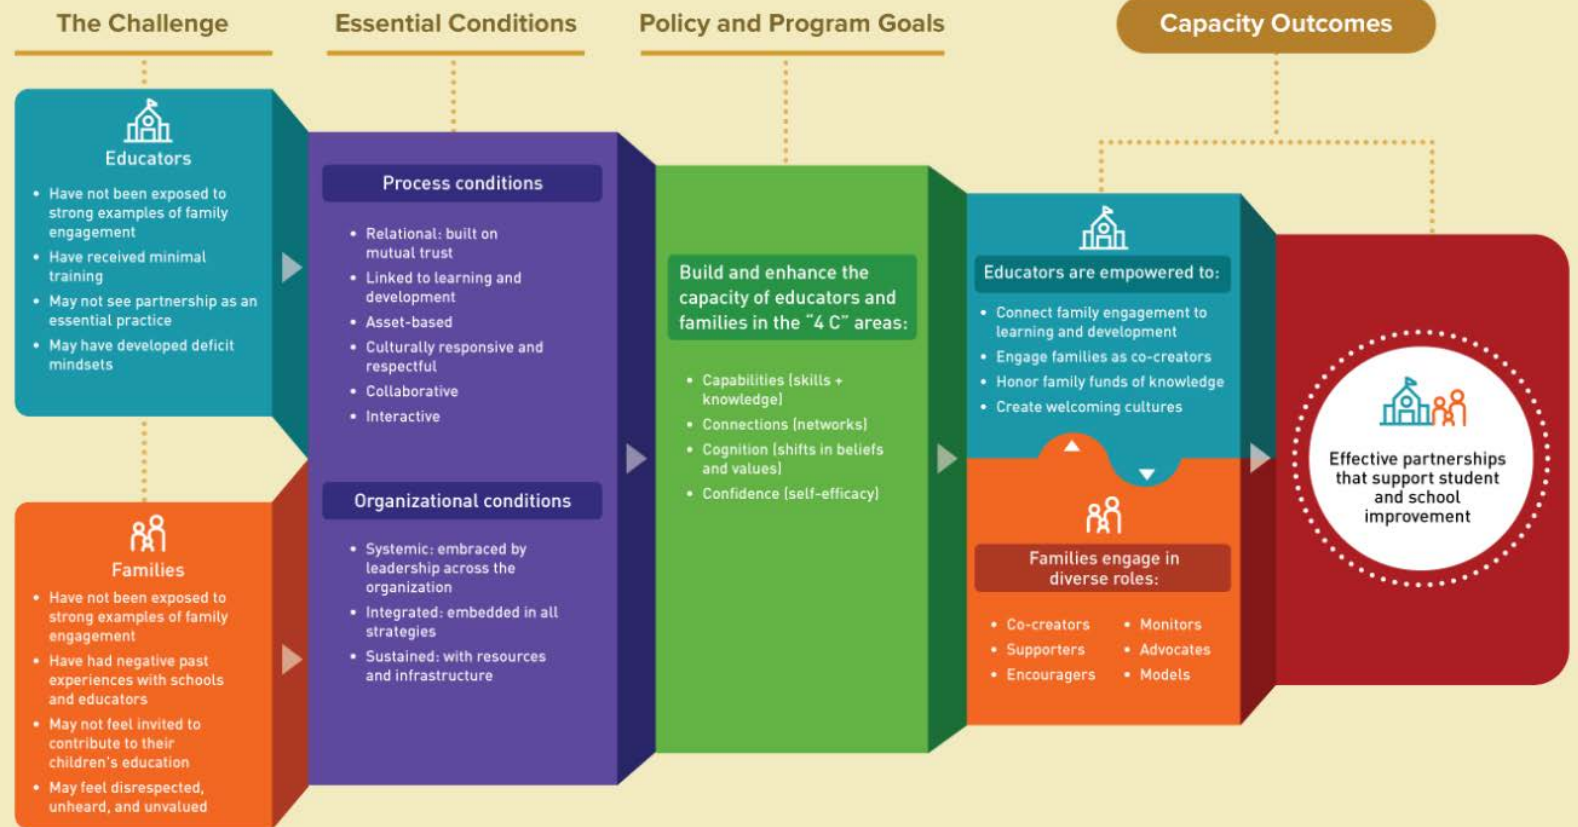 The Challenge
Essential Conditions
Policy and Program Goals
Capacity Outcomes
Educators
• Have not been exposed to
strong examples of family
engagement
• Have received minimal
training
• May not see partnership as an
essential practice
• May have developed deficit
mindsets
Families
• Have not been exposed to
strong examples of family
engagement
• Have had negative past
experiences with schools
and educators
• May not feel invited to
contribute to their
children's education
• May feel disrespected,
unheard, and unvalued
Process conditions
• Relational: built on
mutual trust
• Linked to learning and
development
• Asset-based
• Culturally responsive and
respectful
• Collaborative
• Interactive
Organizational conditions
• Systemic: embraced by
leadership across the
organization
• Integrated: embedded in all
strategies
• Sustained: with resources
and infrastructure
Build and enhance the
capacity of educators and
families in the "4 C" areas:
• Capabilities (skills +
knowledge)
• Connections (networks)
• Cognition (shifts in beliefs
and values)
• Confidence (self-efficacy)
Educators are empowered to:
• Connect family engagement to
learning and development
• Engage families as co-creators
• Honor family funds of knowledge
• Create welcoming cultures
Families engage in
diverse roles:
• Co-creators
• Supporters
• Encouragers
• Monitors
• Advocates
• Models
Effective partnerships
that support student
and school
improvement